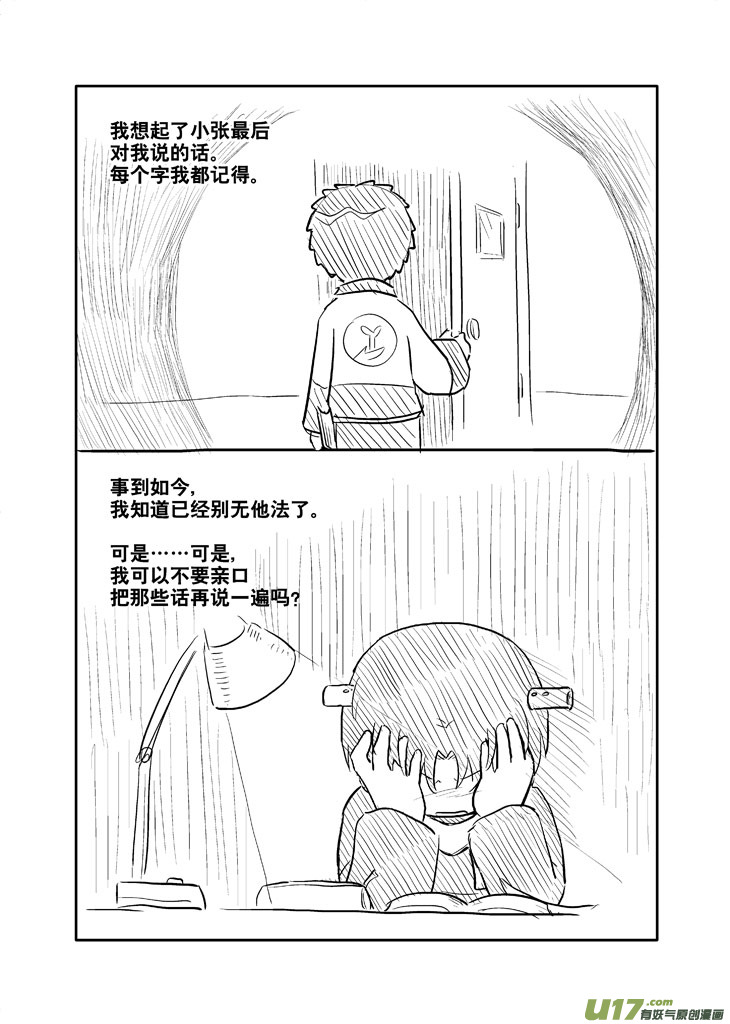 我想起了小张最后
对我说的话。
每个字我都记得。
事到如今,
我知道已经别无他法了。
可是……可是,
我可以不要亲口
把那些话再说一遍吗?
U17.com
有妖气原创漫画